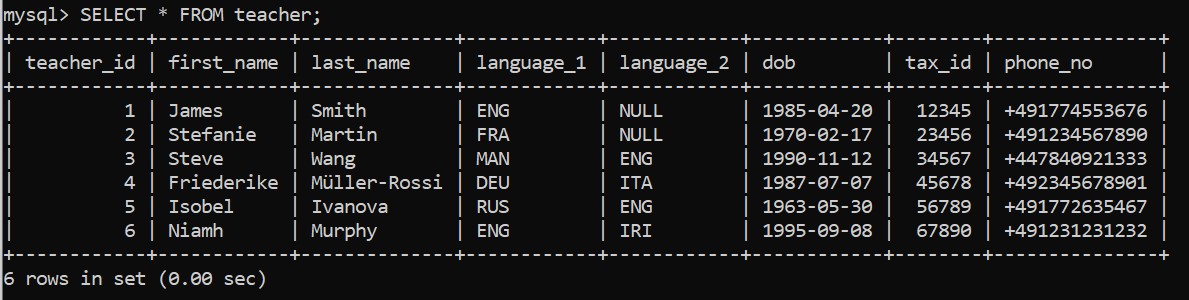 mysql> SELECT * FROM teacher;
+------------+------------+--------------+------------+------------+------------+--------+---------------+
| teacher_id | first_name | last_name    | language_1 | language_2 | dob        | tax_id | phone_no      |
+------------+------------+--------------+------------+------------+------------+--------+---------------+
|          1 | James      | Smith        | ENG        | NULL       | 1985-04-20 |  12345 | +491774553676 |
|          2 | Stefanie   | Martin       | FRA        | NULL       | 1970-02-17 |  23456 | +491234567890 |
|          3 | Steve      | Wang         | MAN        | ENG        | 1990-11-12 |  34567 | +447840921333 |
|          4 | Friederike | Müller-Rossi | DEU        | ITA        | 1987-07-07 |  45678 | +492345678901 |
|          5 | Isobel     | Ivanova      | RUS        | ENG        | 1963-05-30 |  56789 | +491772635467 |
|          6 | Niamh      | Murphy       | ENG        | IRI        | 1995-09-08 |  67890 | +491231231232 |
+------------+------------+--------------+------------+------------+------------+--------+---------------+
6 rows in set (0.00 sec)